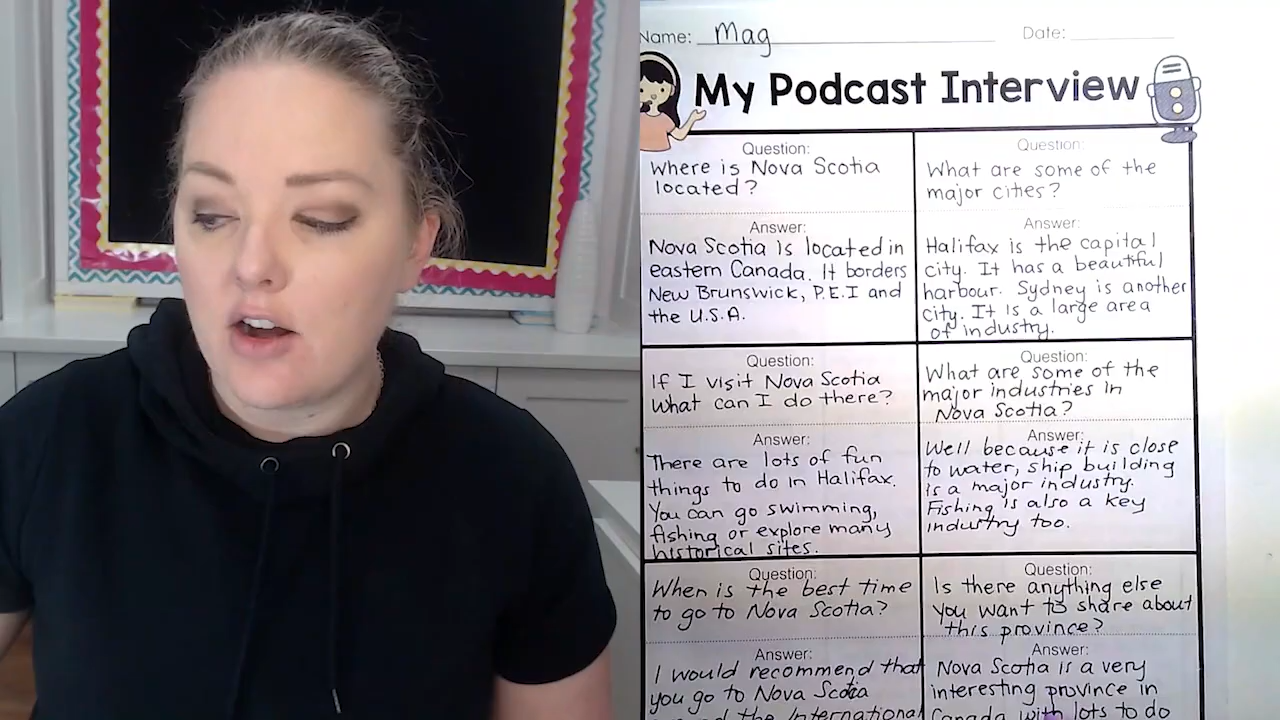 Name: Mag Date:
My Podcast Interview
Question:
Where is Nova Scotia
located?
Answer:
Nova Scotia is located in
eastern Canada. It borders
New Brunswick, P.E.I and
the U.S.A.
Question:
What are some of the
major cities?
Answer:
Halifax is the capital
city. It has a beautiful
harbour. Sydney is another
city. It is a large area
of industry.
Question:
If I visit Nova Scotia
what can I do there?
Answer:
There are lots of fun
things to do in Halifax.
You can go swimming,
fishing or explore many
historical sites.
Question:
What are some of the
major industries in
Nova Scotia?
Answer:
Well because it is close
to water, ship building
is a major industry.
Fishing is also a key
industry too.
Question:
When is the best time
to go to Nova Scotia?
Answer:
I would recommend that
you go to Nova Scotia
the International
Question:
Is there anything else
you want to share about
this province?
Answer:
Nova Scotia is a very
interesting province in
Canada with lots to do